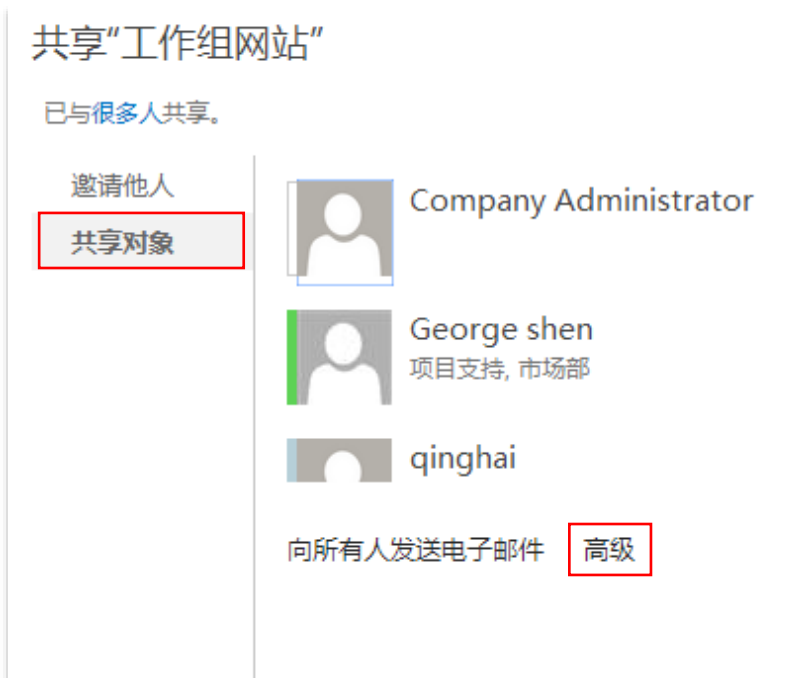 共享“工作组网站”
已与很多人共享。
邀请他人
共享对象
Company Administrator
George shen
项目支持, 市场部
qinghai
向所有人发送电子邮件 高级